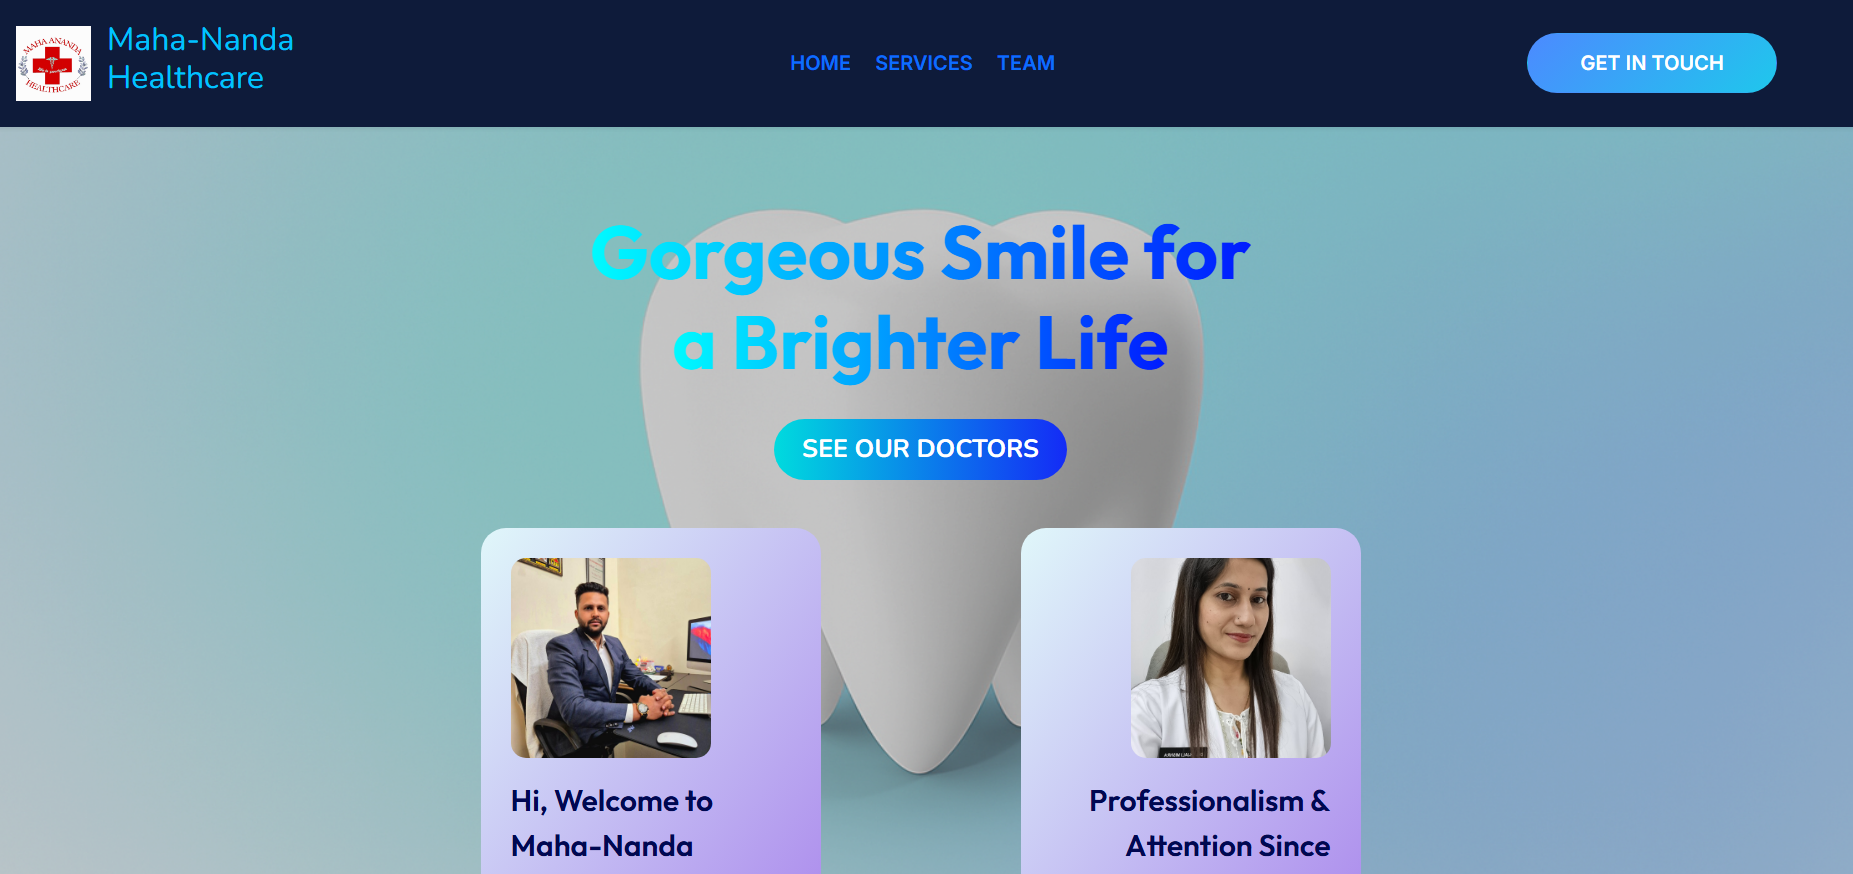 MAHA ANANDA
HEALTHCARE
Maha-Nanda
Healthcare
HOME SERVICES TEAM
GET IN TOUCH
Gorgeous Smile for
a Brighter Life
SEE OUR DOCTORS
Hi, Welcome to
Maha-Nanda
Professionalism &
Attention Since